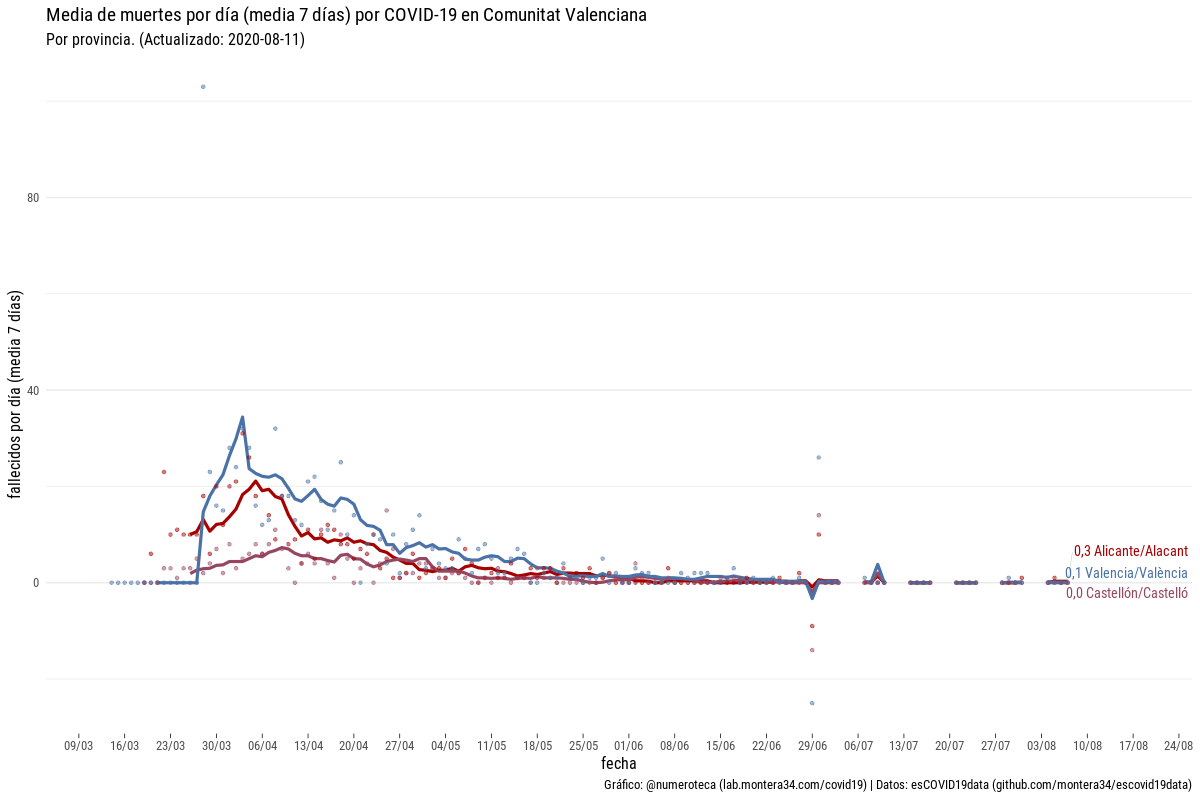 Media de muertes por día (media 7 días) por COVID-19 en Comunitat Valenciana
Por provincia. (Actualizado: 2020-08-11)
fallecidos por día (media 7 días)
80
40
0
0,3 Alicante/Alacant
0,1 Valencia/València
0,0 Castellón/Castelló
09/03 16/03 23/03 30/03 06/04 13/04 20/04 27/04 04/05 11/05 18/05 25/05 01/06 08/06 15/06 22/06 29/06 06/07 13/07 20/07 27/07 03/08 10/08 17/08 24/08
fecha
Gráfico: @numeroteca (lab.montera34.com/covid19) | Datos: esCOVID19data (github.com/montera34/escovid19data)